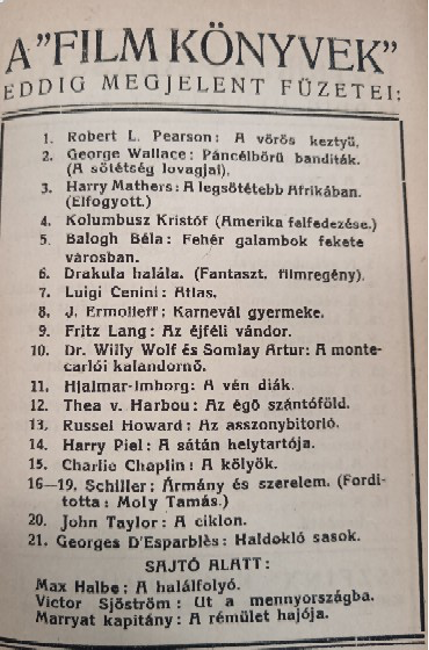 A "FILM KÖNYVEK"
EDDIG MEGJELENT FÜZETEI:
1. Robert L. Pearson: A vörös keztyű.
2. George Wallace: Páncélbörű banditák.
(A sötétség lovagjai).
3. Harry Mathers: A legsötétebb Afrikában.
(Elfogyott.)
4. Kolumbusz Kristóf (Amerika felfedezése.)
5. Balogh Béla: Fehér galambok fekete
városban.
6. Drakula halála. (Fantaszt. filmregény).
7. Luigi Cenini: Atlas.
8. J. Ermolieff: Karnevál gyermeke.
9. Fritz Lang: Az éjféli vándor.
10. Dr. Willy Wolf és Somlay Artur: A monte-
carlói kalandornő.
11. Hjalmar-Imborg: A vén diák.
12. Thea v. Harbou: Az égő szántóföld.
13. Russel Howard: Az asszonybitorló.
14. Harry Piel: A sátán helytartója.
15. Charlie Chaplin: A kölyök.
16—19. Schiller: Ármány és szerelem. (Fordi-
totta: Moly Tamás.)
20. John Taylor: A ciklon.
21. Georges D'Esparblès: Haldokló sasok.
SAJTÓ ALATT:
Max Halbe: A halálfolyó.
Victor Sjöström: Ut a mennyországba.
Marryat kapitány: A rémület hajója.